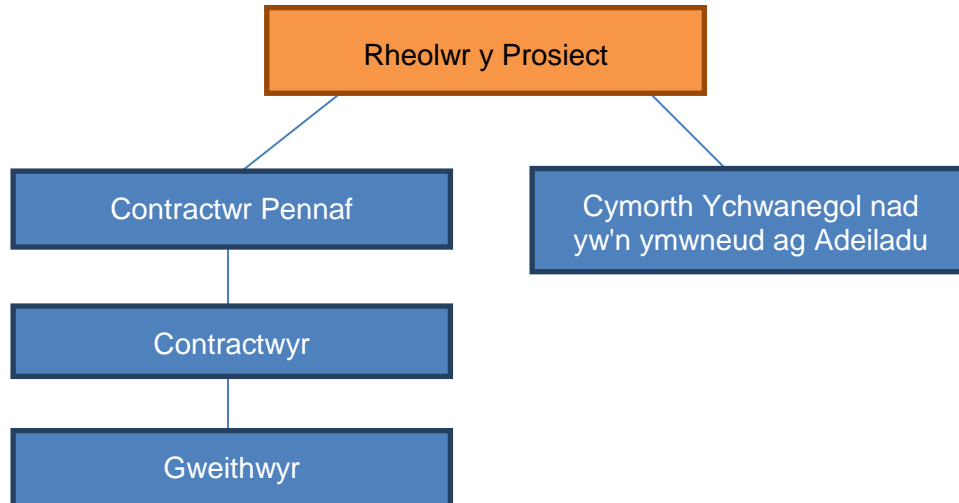 Rheolwr y Prosiect
Contractwr Pennaf
Cymorth Ychwanegol nad
yw'n ymwneud ag Adeiladu
Contractwyr
Gweithwyr